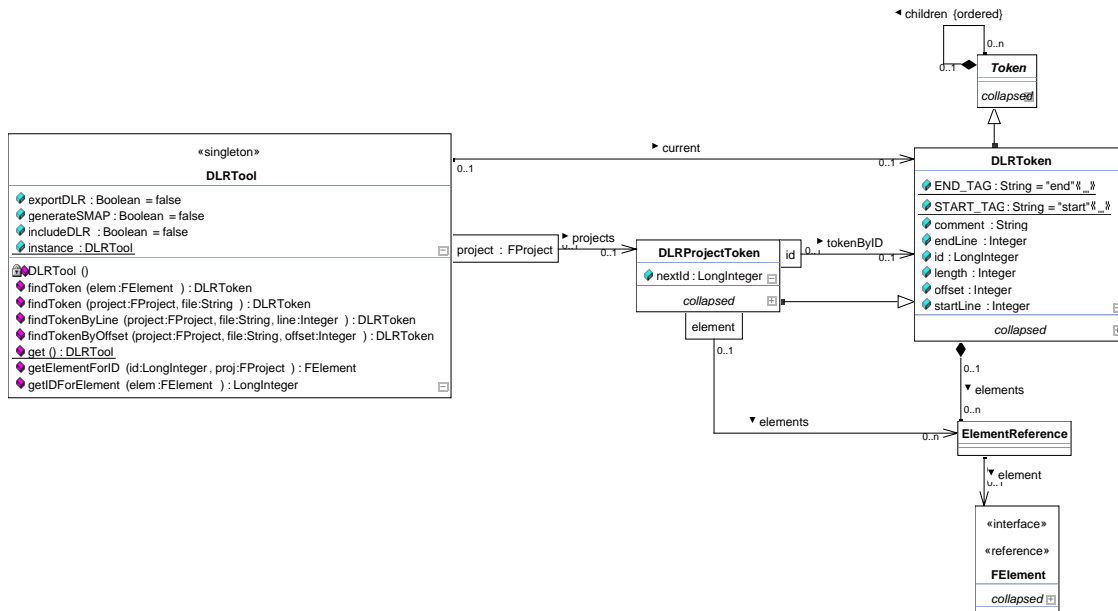 children {ordered}
0..n
0..1
Token
collapsed
«singleton»
DLRTool
exportDLR : Boolean = false
generateSMAP : Boolean = false
includeDLR : Boolean = false
instance : DLRTool
DLRTool ()
findToken (elem:FElement ) : DLRToken
findToken (project:FProject, file:String ) : DLRToken
findTokenByLine (project:FProject, file:String, line:Integer ) : DLRToken
findTokenByOffset (project:FProject, file:String, offset:Integer ) : DLRToken
get () : DLRTool
getElementForID (id:LongInteger, proj:FProject ) : FElement
getIDForElement (elem:FElement ) : LongInteger
current
0..1
0..1
project : FProject
projects
0..1
0..1
DLRProjectToken
nextId : LongInteger
collapsed
id
tokenByID
0..1
0..1
element
0..1
elements
0..n
DLRToken
END_TAG : String = "end" «...»
START_TAG : String = "start" «...»
comment : String
endLine : Integer
id : LongInteger
length : Integer
offset : Integer
startLine : Integer
collapsed
0..1
elements
0..n
ElementReference
element
0..1
«interface»
«reference»
FElement
collapsed